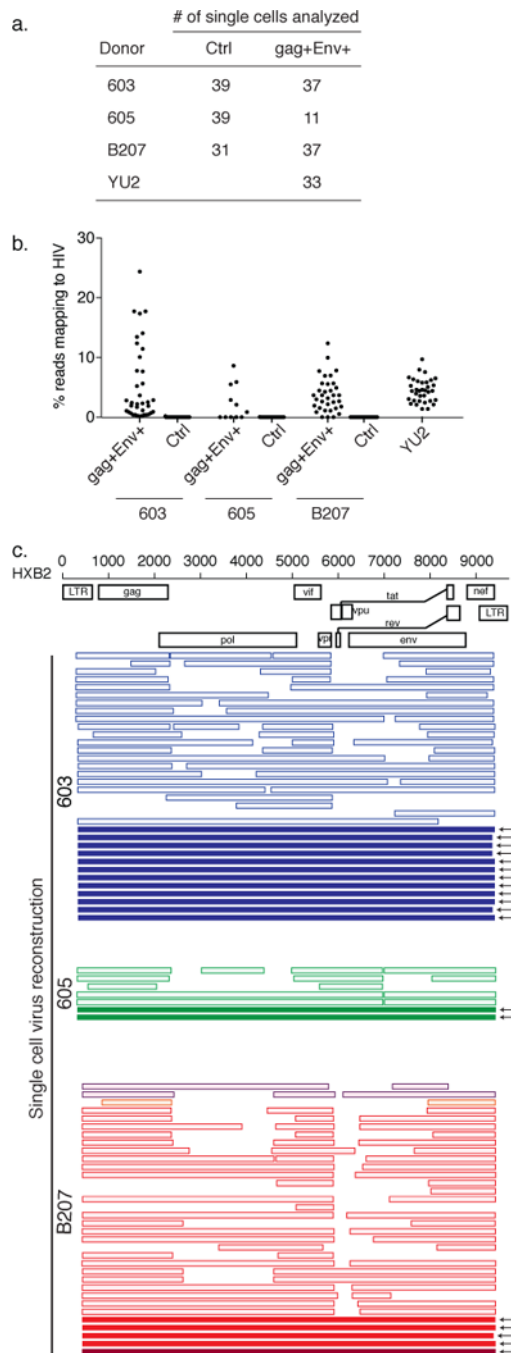 a.
# of single cells analyzed
Donor Ctrl gag+Env+
603 39 37
605 39 11
B207 31 37
YU2 33
b.
% reads mapping to HIV
30
20
10
0
gag+Env+ Ctrl gag+Env+ Ctrl gag+Env+ Ctrl YU2
603 605 B207
c.
0 1000 2000 3000 4000 5000 6000 7000 8000 9000
HXB2
LTR gag vif tat nef
vpu LTR
rev
pol vpr env
Single cell virus reconstruction
603
605
B207